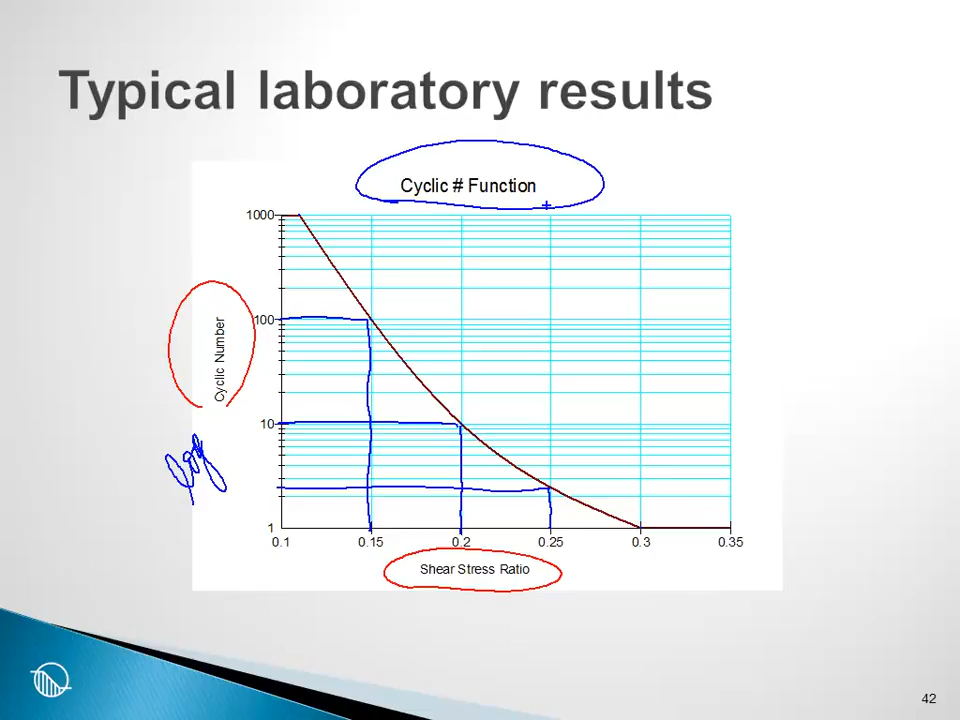 Typical laboratory results
Cyclic # Function
1000
100
10
1
Cyclic Number
log
0.1 0.15 0.2 0.25 0.3 0.35
Shear Stress Ratio
42